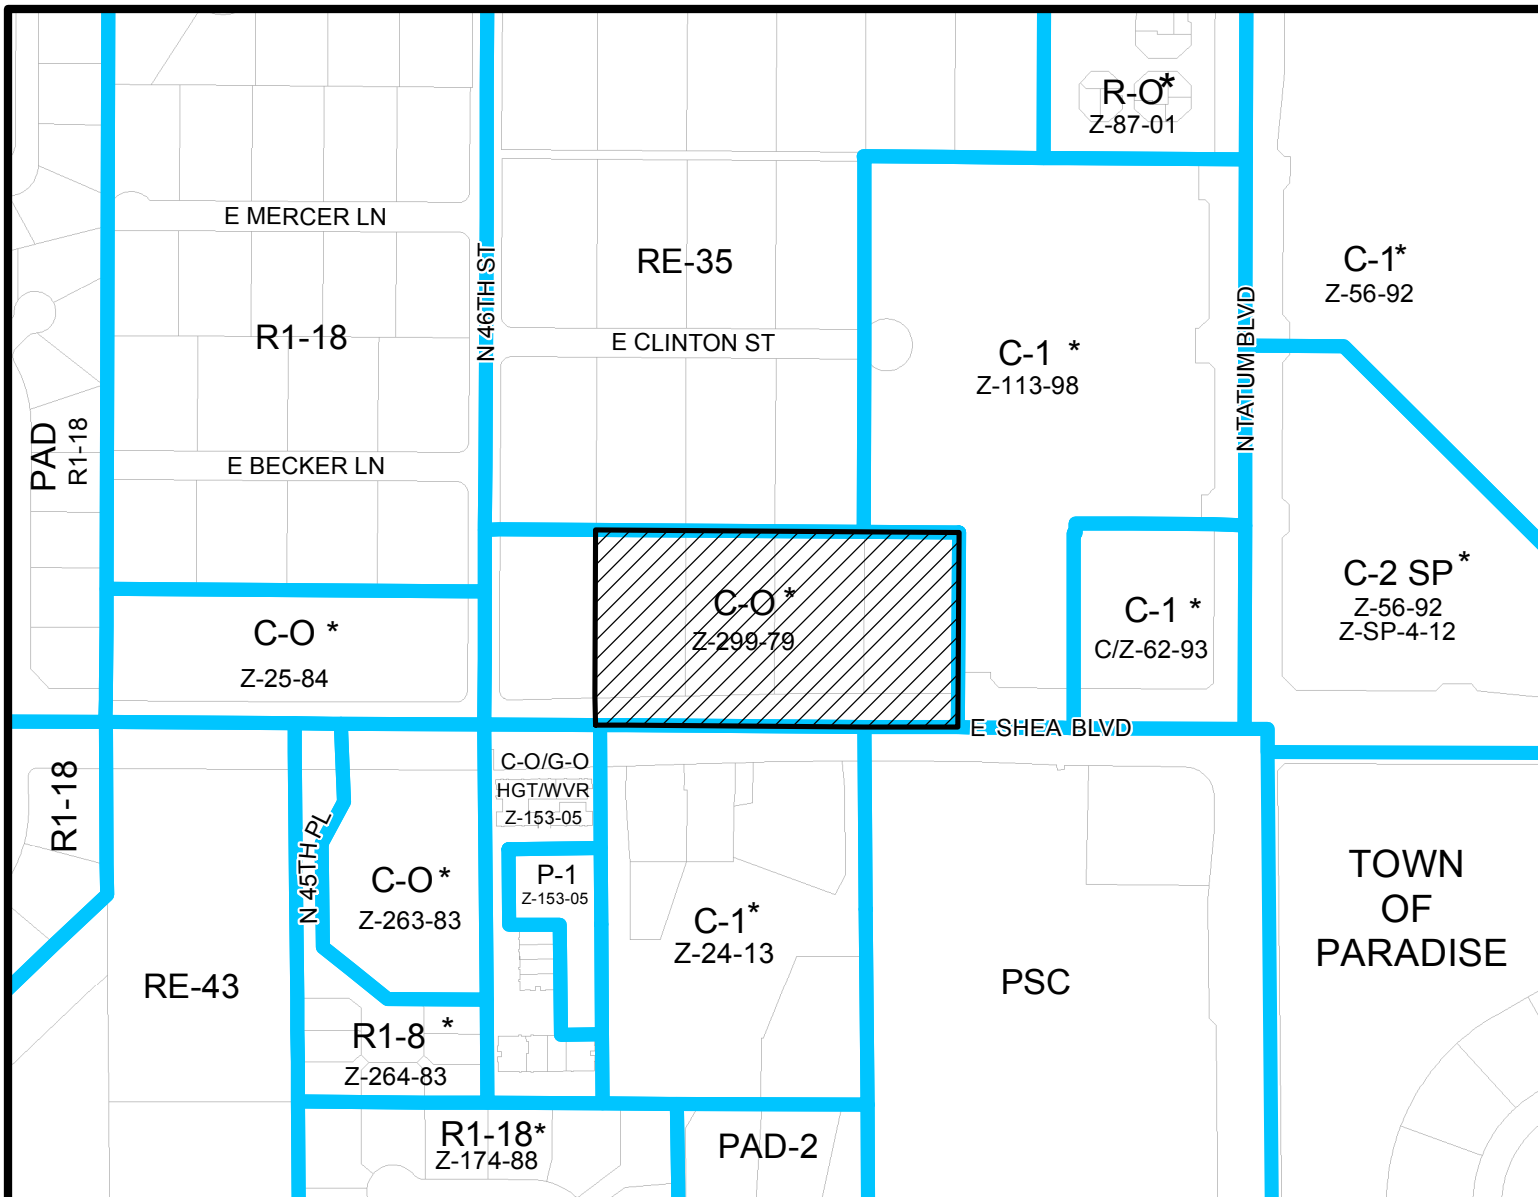 R-O*
Z-87-01
E MERCER LN
N 46TH ST
RE-35
C-1*
Z-56-92
R1-18
E CLINTON ST
C-1 *
Z-113-98
N TATUM BLVD
PAD
R1-18
E BECKER LN
C-O *
Z-25-84
C-O *
Z-299-79
C-1 *
C/Z-62-93
C-2 SP *
Z-56-92
Z-SP-4-12
E SHEA BLVD
R1-18
N 45TH PL
C-O/G-O
HGT/WVR
Z-153-05
C-O *
Z-263-83
P-1
Z-153-05
C-1*
Z-24-13
TOWN
OF
PARADISE
RE-43
PSC
R1-8 *
Z-264-83
R1-18*
Z-174-88
PAD-2